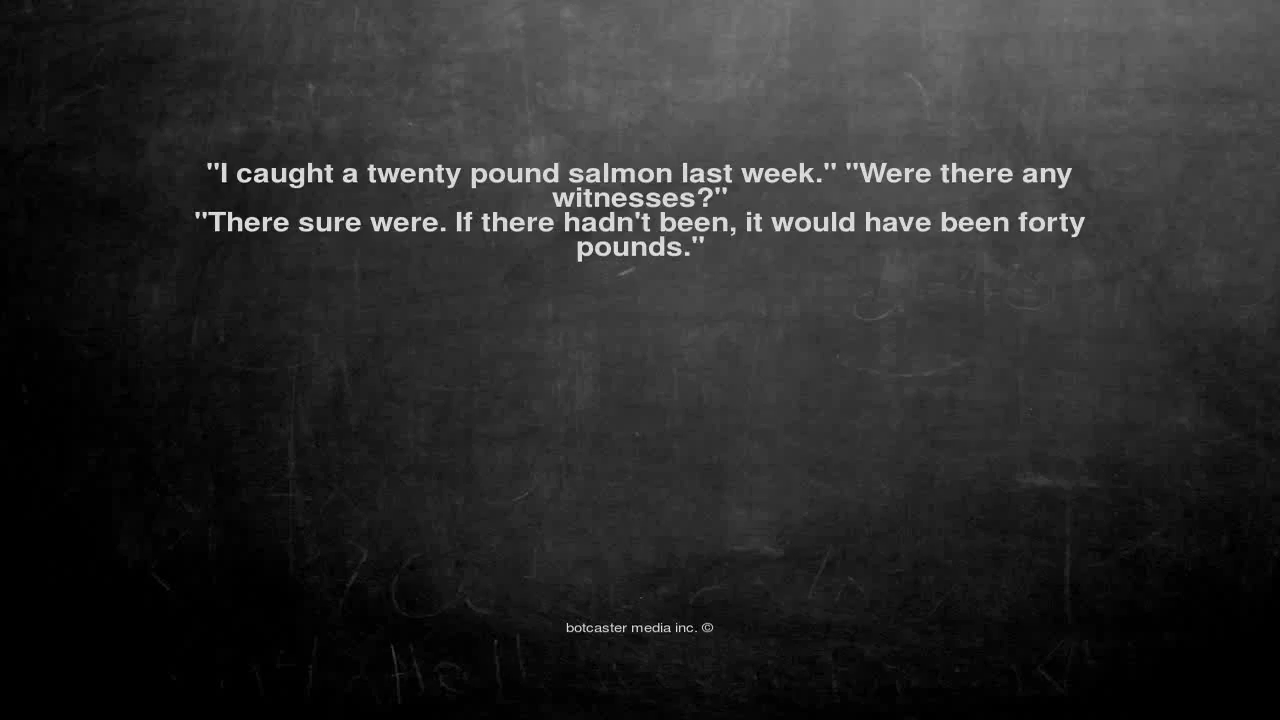 "I caught a twenty pound salmon last week." "Were there any
witnesses?"
"There sure were. If there hadn't been, it would have been forty
pounds."
botcaster media inc. ©